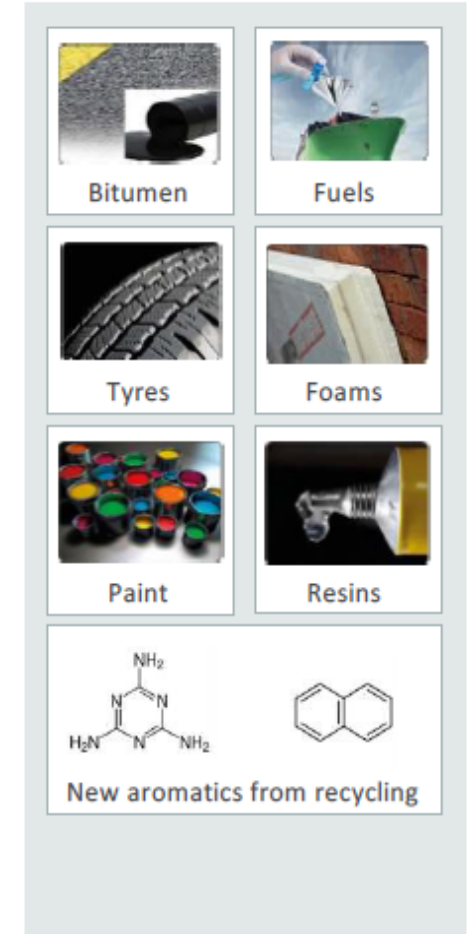 Bitumen
Fuels
Tyres
Foams
Paint
Resins
NH₂
N
N
H₂N
N
NH₂
New aromatics from recycling